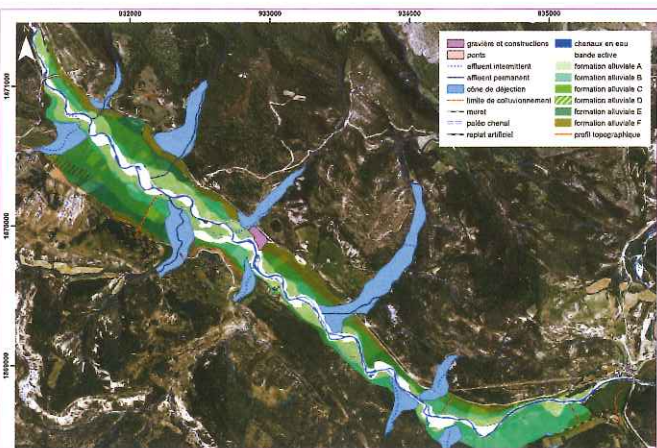 932000 933000 934000 935000
1871000
1870000
1869000
gravière et constructions
ponts
affluent intermittent
affluent permanent
cône de déjection
limite de colluvionnement
muret
paléo chenal
replat artificiel
chenaux en eau
bande active
formation alluviale A
formation alluviale B
formation alluviale C
formation alluviale D
formation alluviale E
formation alluviale F
profil topographique